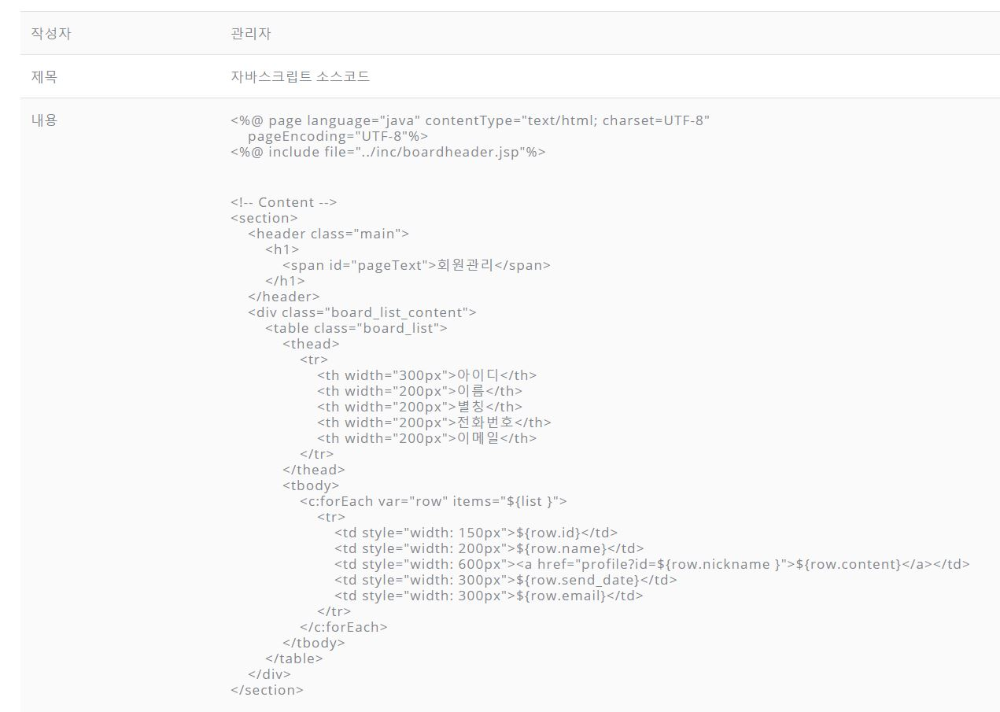 작성자 관리자
제목 자바스크립트 소스코드
내용 <%@ page language="java" contentType="text/html; charset=UTF-8"
    pageEncoding="UTF-8"%>
<%@ include file="../inc/boardheader.jsp"%>


<!-- Content -->
<section>
    <header class="main">
        <h1>
            <span id="pageText">회원관리</span>
        </h1>
    </header>
    <div class="board_list_content">
        <table class="board_list">
            <thead>
                <tr>
                    <th width="300px">아이디</th>
                    <th width="200px">이름</th>
                    <th width="200px">별칭</th>
                    <th width="200px">전화번호</th>
                    <th width="200px">이메일</th>
                </tr>
            </thead>
            <tbody>
                <c:forEach var="row" items="${list }">
                    <tr>
                        <td style="width: 150px">${row.id}</td>
                        <td style="width: 200px">${row.name}</td>
                        <td style="width: 600px"><a href="profile?id=${row.nickname }">${row.content}</a></td>
                        <td style="width: 300px">${row.send_date}</td>
                        <td style="width: 300px">${row.email}</td>
                    </tr>
                </c:forEach>
            </tbody>
        </table>
    </div>
</section>